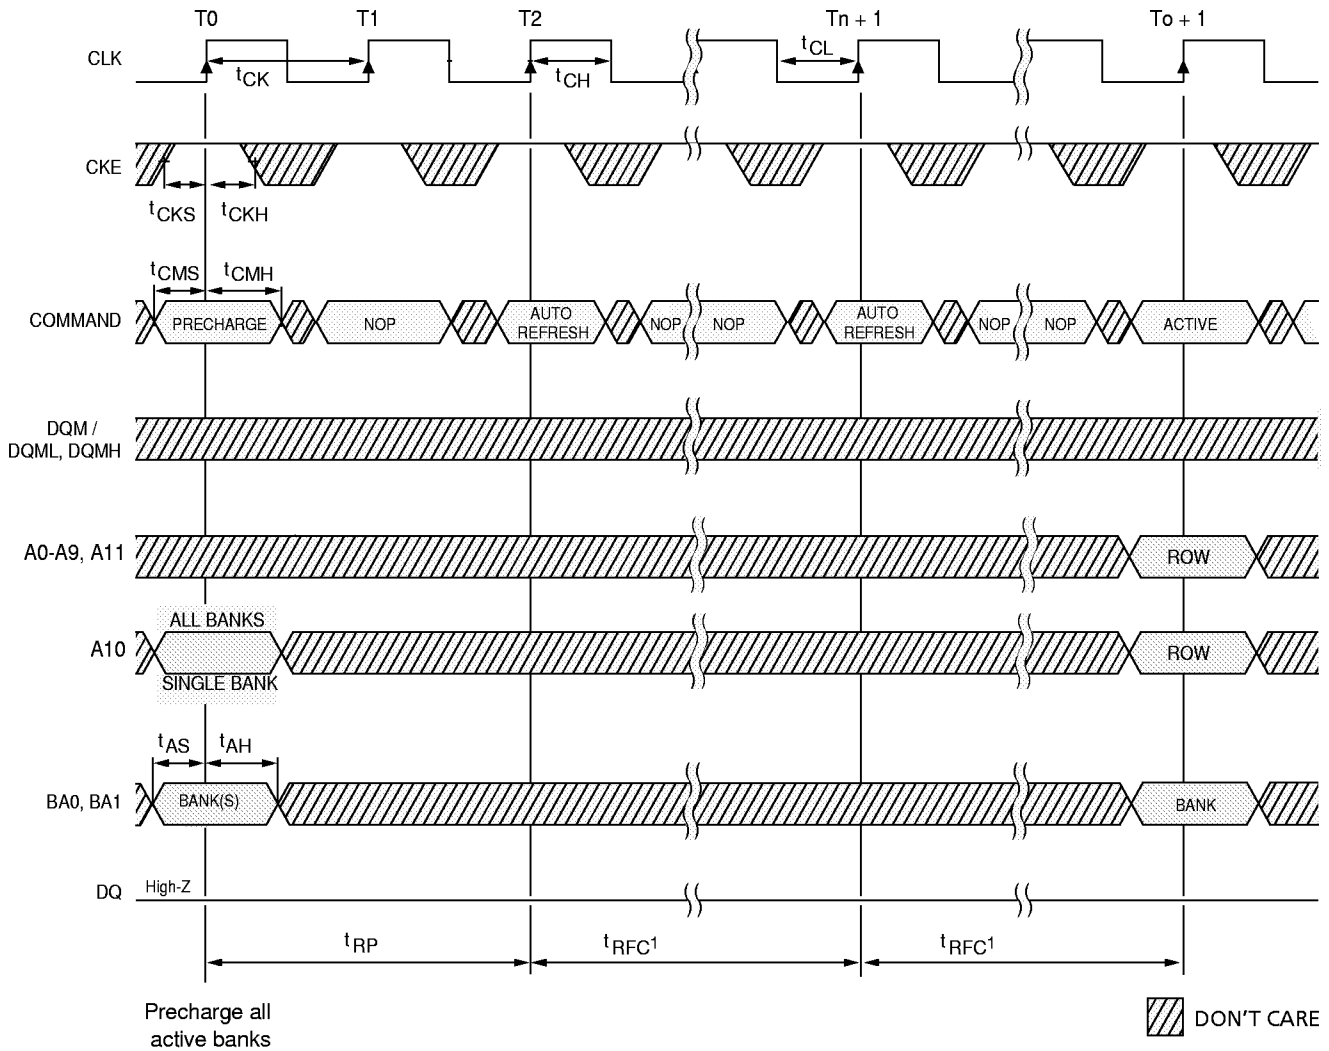 T0 T1 T2 Tn + 1 To + 1
CLK tCK tCH tCL
CKE
tCKS tCKH
tCMS tCMH
COMMAND PRECHARGE NOP AUTO REFRESH NOP NOP AUTO REFRESH NOP NOP ACTIVE
DQM /
DQML, DQMH
A0-A9, A11 ROW
ALL BANKS
A10 ROW
SINGLE BANK
tAS tAH
BA0, BA1 BANK(S) BANK
DQ High-Z
tRP tRFC1 tRFC1
Precharge all
active banks
DON'T CARE